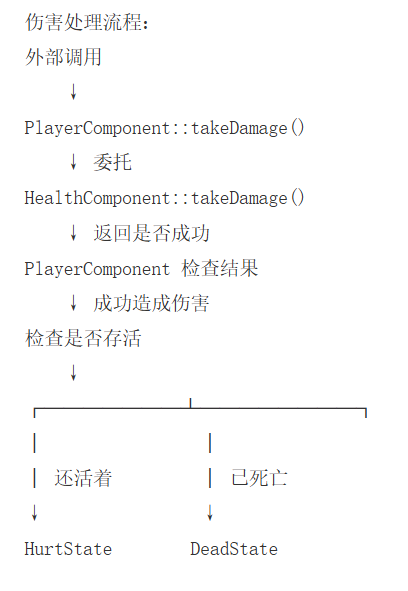 伤害处理流程：
外部调用
↓
PlayerComponent::takeDamage()
↓ 委托
HealthComponent::takeDamage()
↓ 返回是否成功
PlayerComponent 检查结果
↓ 成功造成伤害
检查是否存活
↓
┌───────────────┴─────────────────┐
│ │
│ 还活着 │ 已死亡
↓ ↓
HurtState DeadState